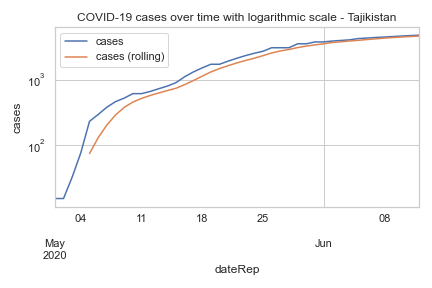 COVID-19 cases over time with logarithmic scale - Tajikistan
cases
cases (rolling)
cases
10³
10²
04 11 18 25 08
May Jun
2020
dateRep